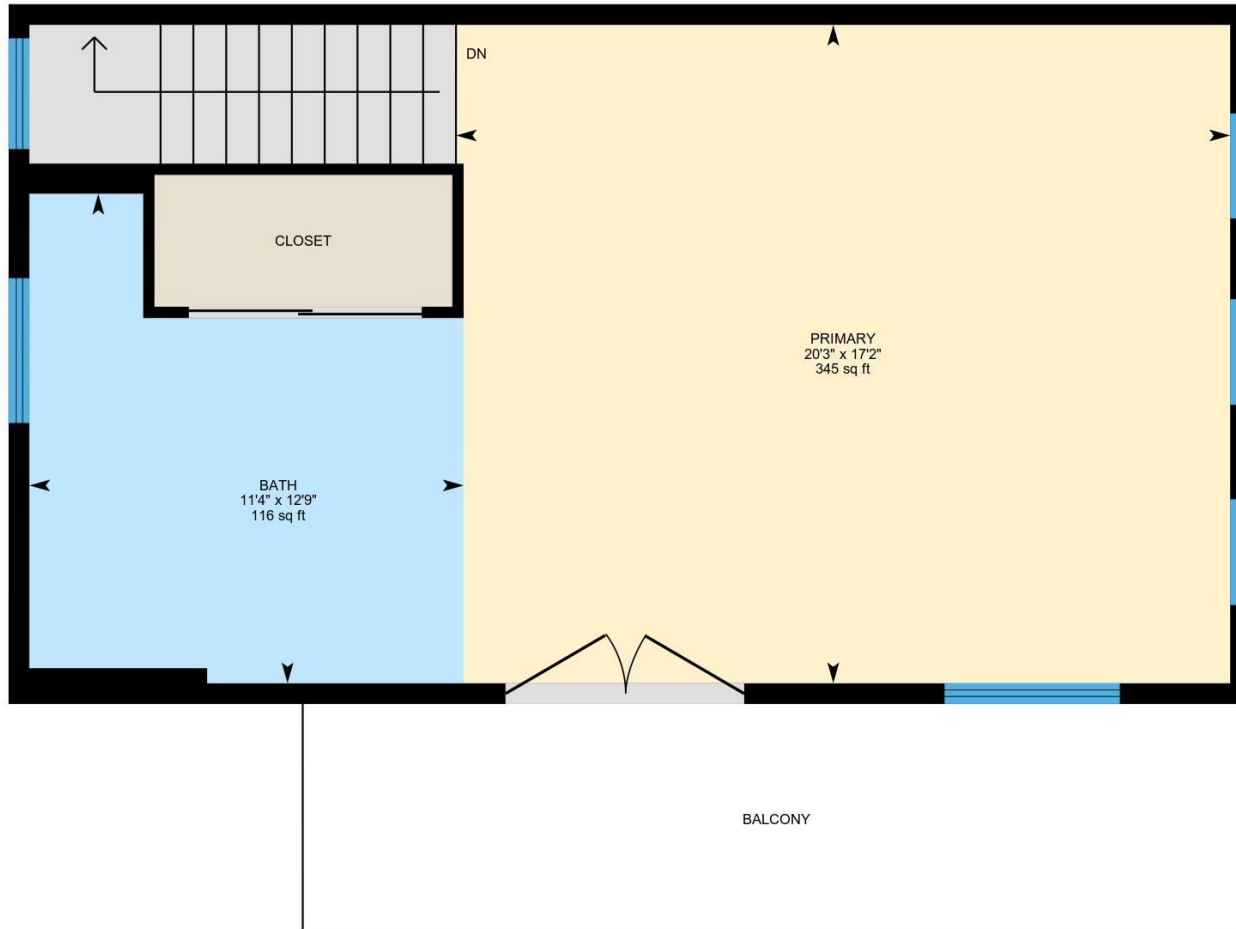 DN
CLOSET
PRIMARY
20'3" x 17'2"
345 sq ft
BATH
11'4" x 12'9"
116 sq ft
BALCONY